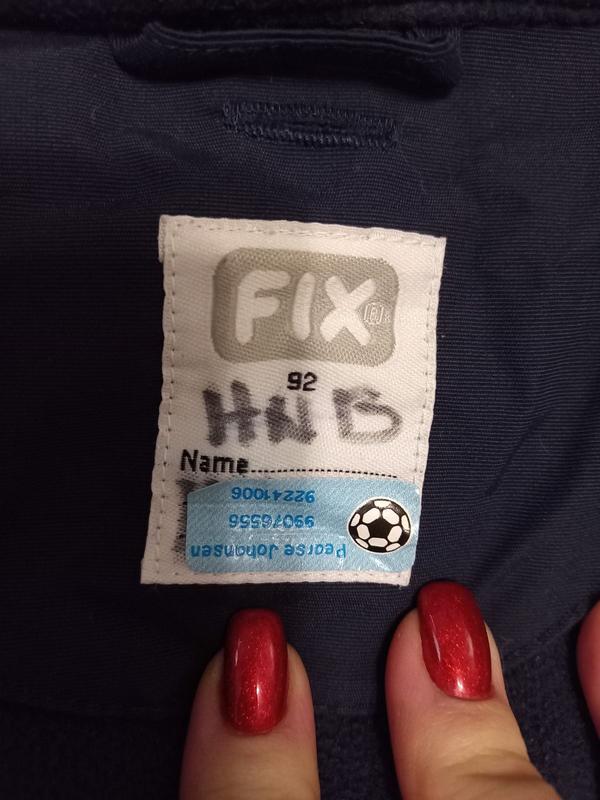 FIX
92
HNB
Name
Pearse Johansen
99076556
92241006